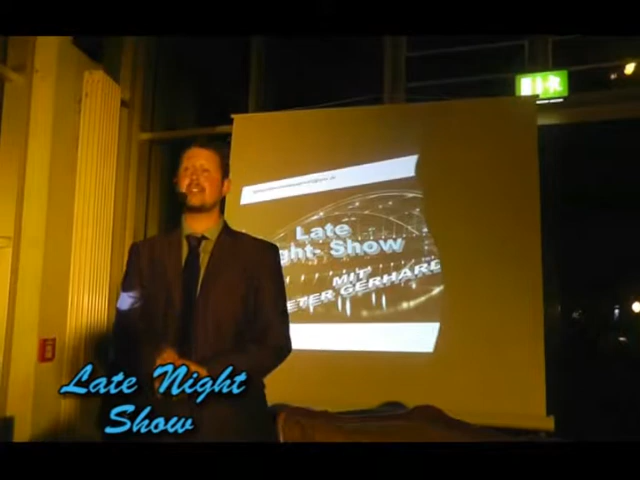 Late
ght- Show
MIT
ETER GERHARD
Late Night
Show